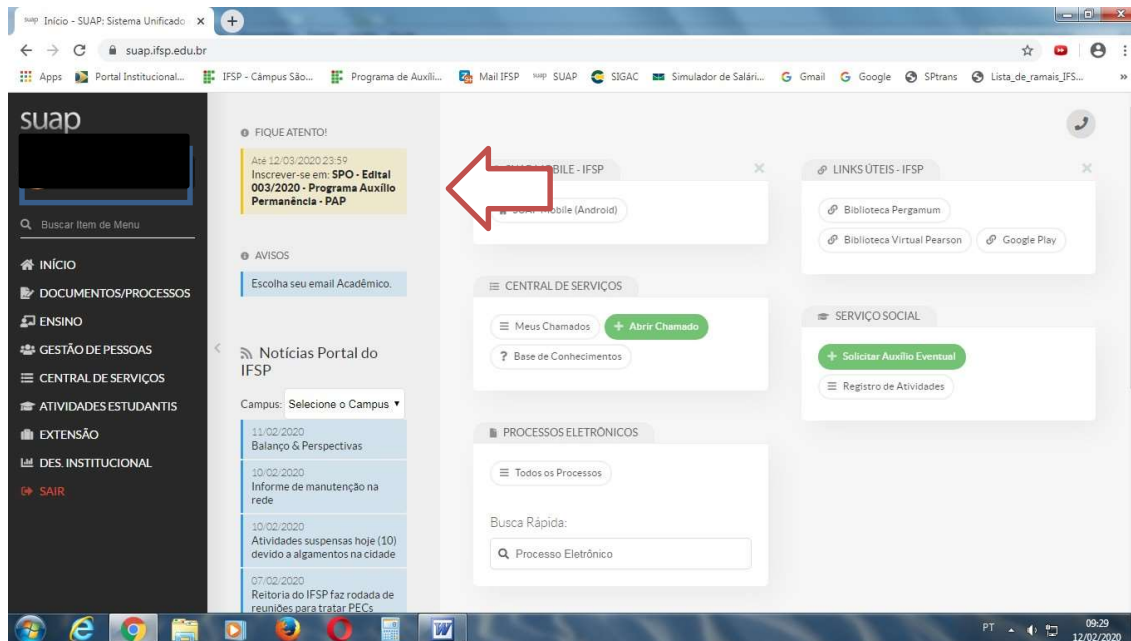 suap Início - SUAP: Sistema Unificado
suap.ifsp.edu.br
Apps Portal Institucional... IFSP - Câmpus São... Programa de Auxíli... Mail IFSP suap SUAP SIGAC Simulador de Salári... Gmail Google SPtrans Lista_de_ramais_IFS... »
suap
Buscar Item de Menu
INÍCIO
DOCUMENTOS/PROCESSOS
ENSINO
GESTÃO DE PESSOAS
CENTRAL DE SERVIÇOS
ATIVIDADES ESTUDANTIS
EXTENSÃO
DES. INSTITUCIONAL
SAIR
FIQUE ATENTO!
Até 12/03/2020 23:59
Inscrever-se em: SPO - Edital
003/2020 - Programa Auxílio
Permanência - PAP
AVISOS
Escolha seu email Acadêmico.
Notícias Portal do
IFSP
Campus: Selecione o Campus
11/02/2020
Balanço & Perspectivas
10/02/2020
Informe de manutenção na
rede
10/02/2020
Atividades suspensas hoje (10)
devido a algamentos na cidade
07/02/2020
Reitoria do IFSP faz rodada de
reuniões para tratar PECs
- IFSP
(Android)
CENTRAL DE SERVIÇOS
Meus Chamados + Abrir Chamado
? Base de Conhecimentos
PROCESSOS ELETRÔNICOS
Todos os Processos
Busca Rápida:
Processo Eletrônico
LINKS ÚTEIS - IFSP
Biblioteca Pergamum
Biblioteca Virtual Pearson Google Play
SERVIÇO SOCIAL
+ Solicitar Auxílio Eventual
Registro de Atividades
PT 09:29
12/02/2020